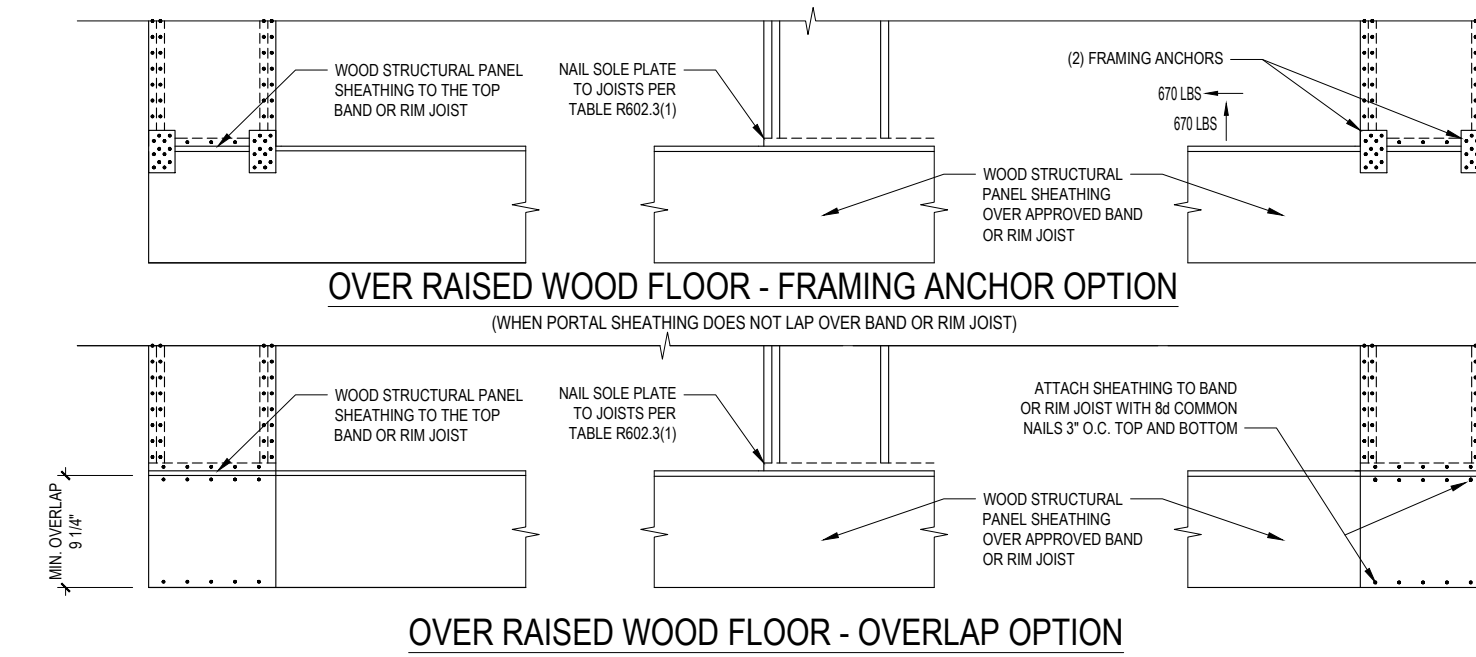 WOOD STRUCTURAL PANEL
SHEATHING TO THE TOP
BAND OR RIM JOIST
NAIL SOLE PLATE
TO JOISTS PER
TABLE R602.3(1)
(2) FRAMING ANCHORS
670 LBS
670 LBS
WOOD STRUCTURAL
PANEL SHEATHING
OVER APPROVED BAND
OR RIM JOIST
OVER RAISED WOOD FLOOR - FRAMING ANCHOR OPTION
(WHEN PORTAL SHEATHING DOES NOT LAP OVER BAND OR RIM JOIST)
WOOD STRUCTURAL PANEL
SHEATHING TO THE TOP
BAND OR RIM JOIST
NAIL SOLE PLATE
TO JOISTS PER
TABLE R602.3(1)
ATTACH SHEATHING TO BAND
OR RIM JOIST WITH 8d COMMON
NAILS 3" O.C. TOP AND BOTTOM
MIN. OVERLAP
9 1/4"
WOOD STRUCTURAL
PANEL SHEATHING
OVER APPROVED BAND
OR RIM JOIST
OVER RAISED WOOD FLOOR - OVERLAP OPTION